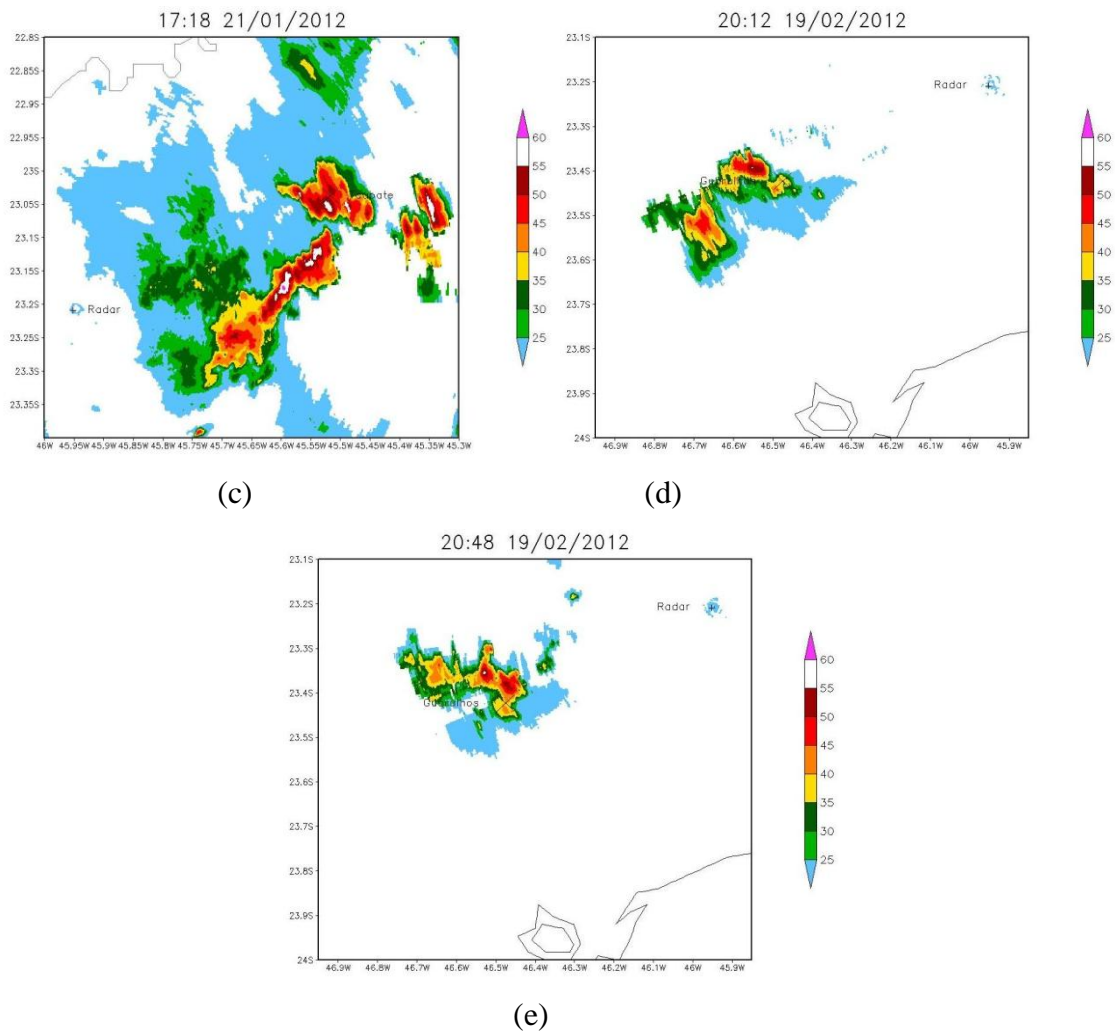 17:18 21/01/2012
22.8S
22.85S
22.9S
22.95S
23S
23.05S
23.1S
23.15S
23.2S
23.25S
23.3S
23.35S
Radar
46W 45.95W 45.9W 45.85W 45.8W 45.75W 45.7W 45.65W 45.6W 45.55W 45.5W 45.45W 45.4W 45.35W 45.3W
60
55
50
45
40
35
30
25
(c)
20:12 19/02/2012
23.1S
23.2S
23.3S
23.4S
23.5S
23.6S
23.7S
23.8S
23.9S
24S
Radar
46.9W 46.8W 46.7W 46.6W 46.5W 46.4W 46.3W 46.2W 46.1W 46W 45.9W
60
55
50
45
40
35
30
25
(d)
20:48 19/02/2012
23.1S
23.2S
23.3S
23.4S
23.5S
23.6S
23.7S
23.8S
23.9S
24S
Radar
Guarulhos
46.9W 46.8W 46.7W 46.6W 46.5W 46.4W 46.3W 46.2W 46.1W 46W 45.9W
60
55
50
45
40
35
30
25
(e)